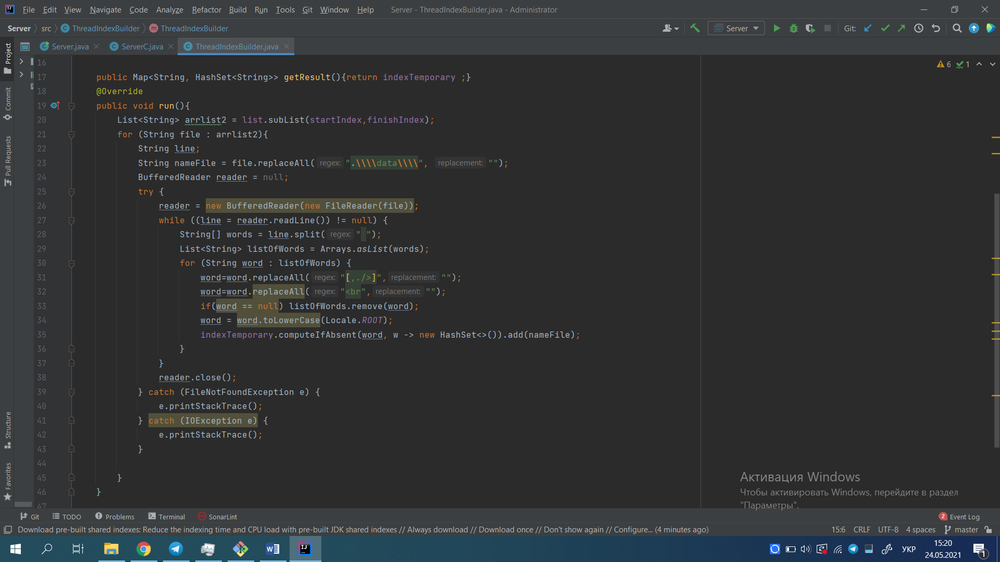 File Edit View Navigate Code Analyze Refactor Build Run Tools Git Window Help Server - ThreadIndexBuilder.java - Administrator
Server src ThreadIndexBuilder ThreadIndexBuilder Server Git:
Server.java ServerC.java ThreadIndexBuilder.java
Project
Commit
Pull Requests
Structure
Favorites
6 1
16
17 public Map<String, HashSet<String>> getResult(){return indexTemporary ;}
18 @Override
19 public void run(){
20 List<String> arrlist2 = list.subList(startIndex,finishIndex);
21 for (String file : arrlist2){
22 String line;
23 String nameFile = file.replaceAll( regex: ".\\\\data\\\\", replacement: "");
24 BufferedReader reader = null;
25 try {
26 reader = new BufferedReader(new FileReader(file));
27 while ((line = reader.readLine()) != null) {
28 String[] words = line.split( regex: " ");
29 List<String> listOfWords = Arrays.asList(words);
30 for (String word : listOfWords) {
31 word=word.replaceAll( regex: "[,./>]", replacement: "");
32 word=word.replaceAll( regex: "<br", replacement: "");
33 if(word == null) listOfWords.remove(word);
34 word = word.toLowerCase(Locale.ROOT);
35 indexTemporary.computeIfAbsent(word, w -> new HashSet<>()).add(nameFile);
36 }
37 }
38 reader.close();
39 } catch (FileNotFoundException e) {
40 e.printStackTrace();
41 } catch (IOException e) {
42 e.printStackTrace();
43 }
44
45 }
46 }
47
Активация Windows
Чтобы активировать Windows, перейдите в раздел
"Параметры".
Git TODO Problems Terminal SonarLint 2 Event Log
Download pre-built shared indexes: Reduce the indexing time and CPU load with pre-built JDK shared indexes // Always download // Download once // Don't show again // Configure... (4 minutes ago) 15:6 CRLF UTF-8 4 spaces master
УКР 15:20
24.05.2021 1